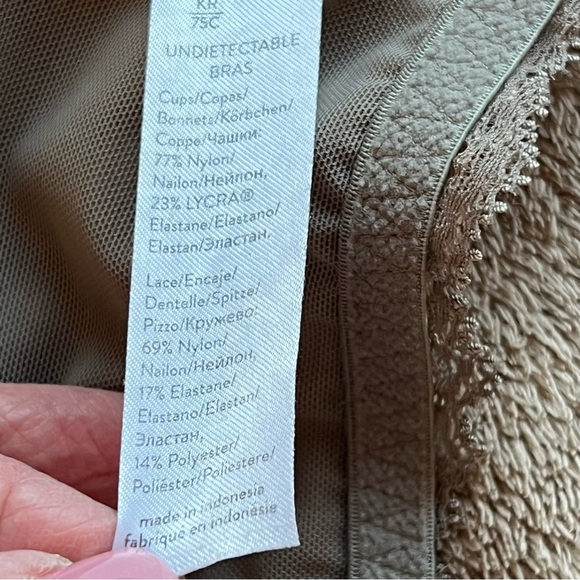 KR
75C
UNDIETECTABLE
BRAS
Cups/Copas/
Bonnets/Körbchen/
Coppe/Чашки:
77% Nylon/
Nailon/Нейлон,
23% LYCRA®
Elastane/Elastano/
Elastan/Эластан.
Lace/Encaje/
Dentelle/Spitze/
Pizzo/Кружево:
69% Nylon/
Nailon/Нейлон,
17% Elastane/
Elastano/Elastan/
Эластан,
14% Polyester/
Poliéster/Poliestere/
made in indonesia
fabriqué en indonésie